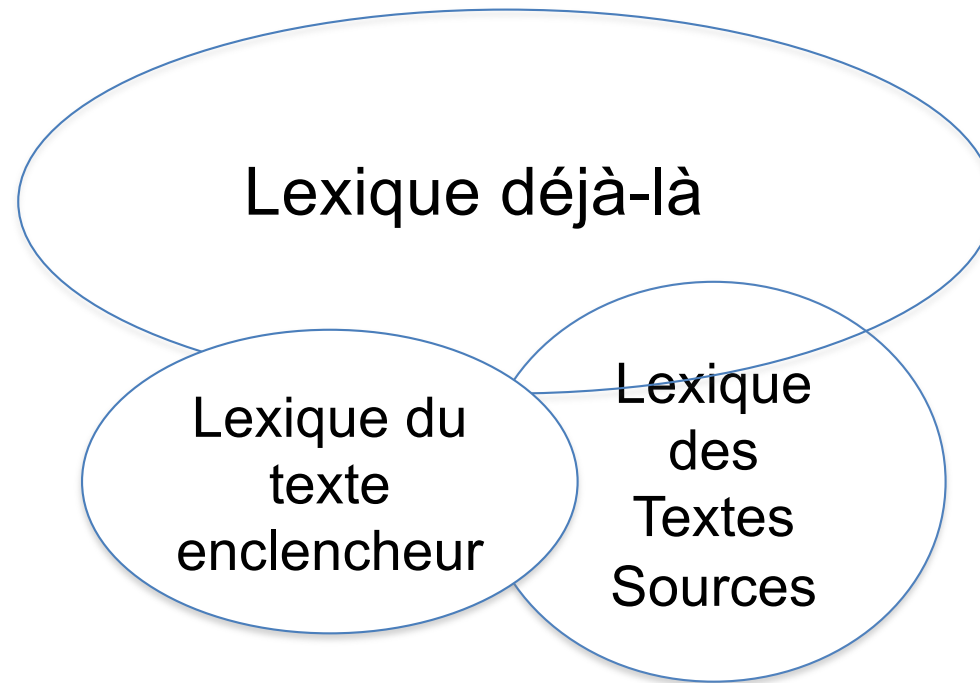 Lexique déjà-là
Lexique du
texte
enclencheur
Lexique
des
Textes
Sources